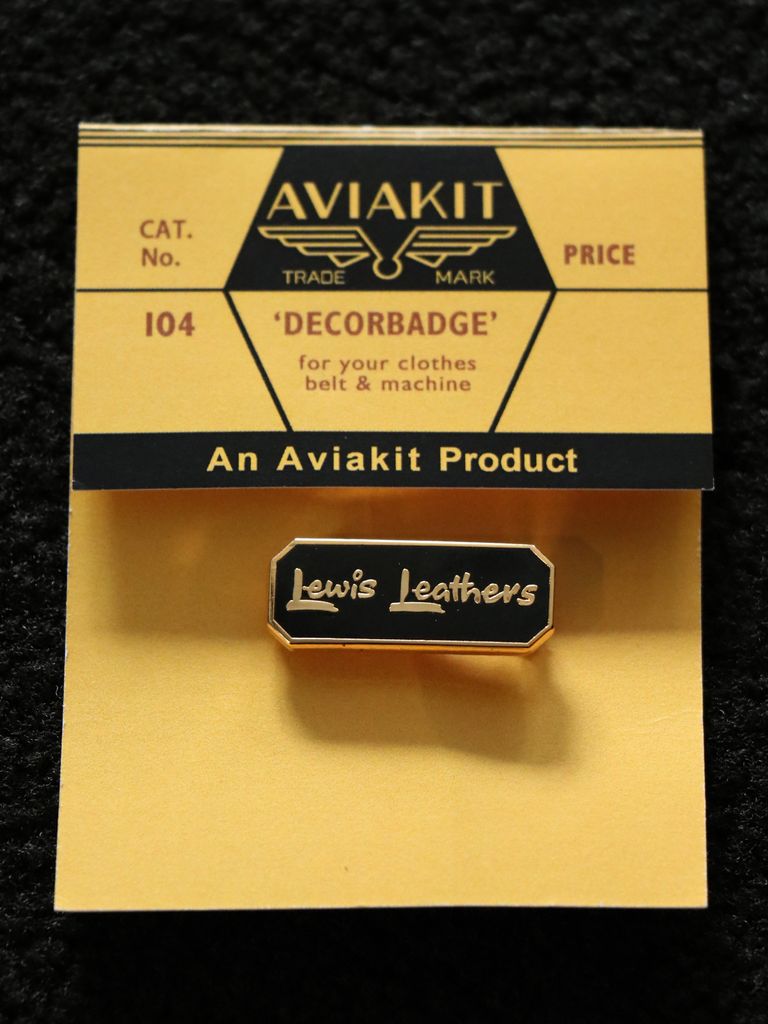 AVIAKIT
TRADE MARK
CAT.
No.
PRICE
104
'DECORBADGE'
for your clothes
belt & machine
An Aviakit Product
Lewis Leathers